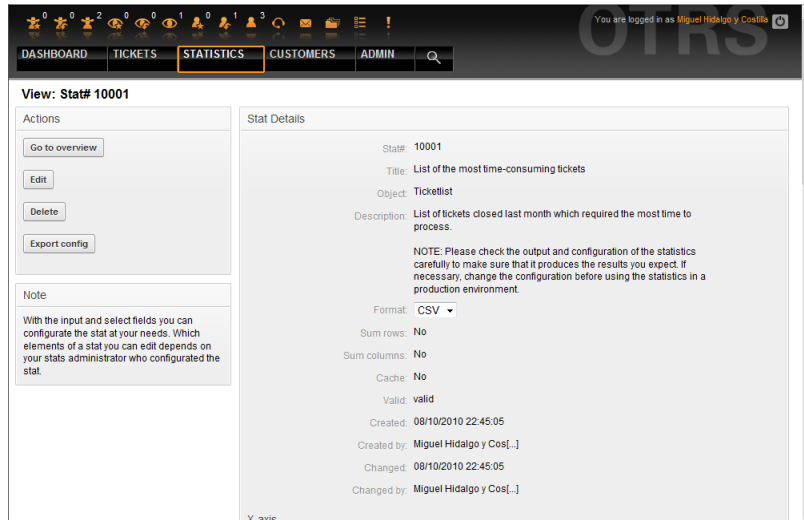 0 0 2 0 0 1 0 1 3
You are logged in as Miguel Hidalgo y Costilla
OTRS
DASHBOARD TICKETS STATISTICS CUSTOMERS ADMIN
View: Stat# 10001
Actions
Go to overview
Edit
Delete
Export config
Note
With the input and select fields you can
configurate the stat at your needs. Which
elements of a stat you can edit depends on
your stats administrator who configurated the
stat.
Stat Details
Stat#: 10001
Title: List of the most time-consuming tickets
Object: Ticketlist
Description: List of tickets closed last month which required the most time to
process.
NOTE: Please check the output and configuration of the statistics
carefully to make sure that it produces the results you expect. If
necessary, change the configuration before using the statistics in a
production environment.
Format: CSV
Sum rows: No
Sum columns: No
Cache: No
Valid: valid
Created: 08/10/2010 22:45:05
Created by: Miguel Hidalgo y Cos[...]
Changed: 08/10/2010 22:45:05
Changed by: Miguel Hidalgo y Cos[...]
X-axis